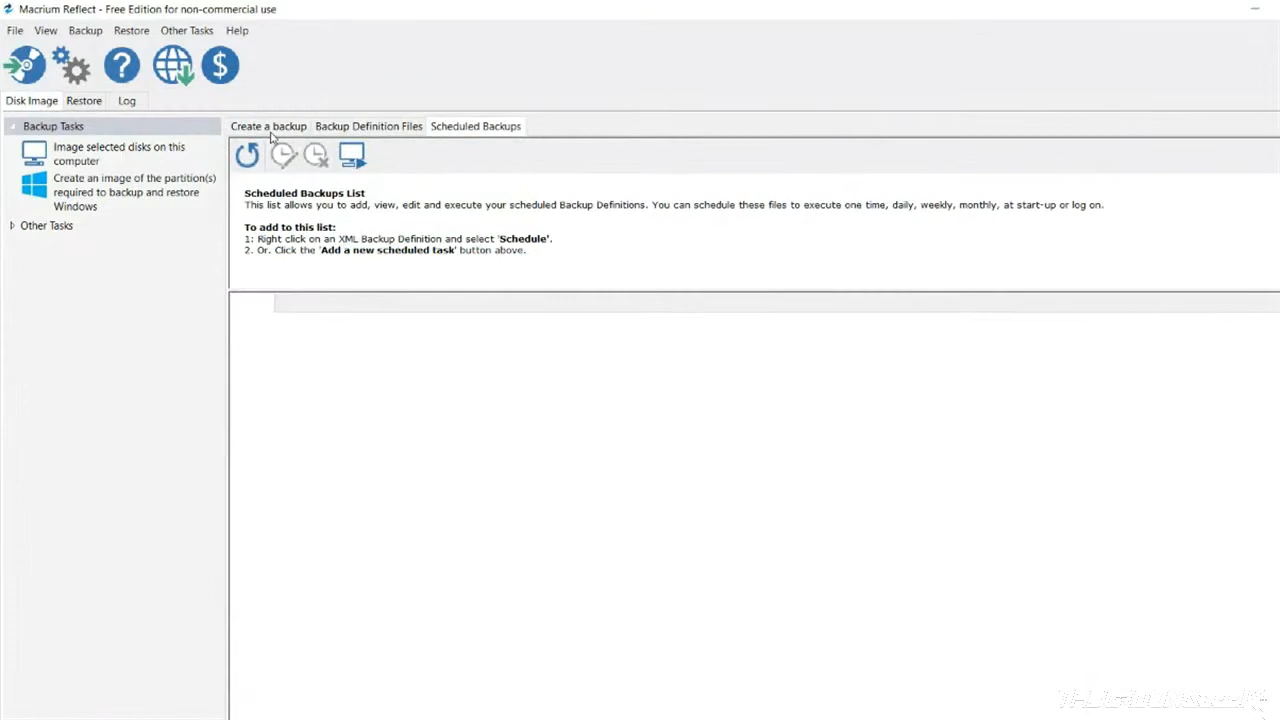 Macrium Reflect - Free Edition for non-commercial use
File View Backup Restore Other Tasks Help
Disk Image Restore Log
Backup Tasks
Image selected disks on this
computer
Create an image of the partition(s)
required to backup and restore
Windows
Other Tasks
Create a backup Backup Definition Files Scheduled Backups
Scheduled Backups List
This list allows you to add, view, edit and execute your scheduled Backup Definitions. You can schedule these files to execute one time, daily, weekly, monthly, at start-up or log on.
To add to this list:
1: Right click on an XML Backup Definition and select 'Schedule'.
2. Or. Click the 'Add a new scheduled task' button above.